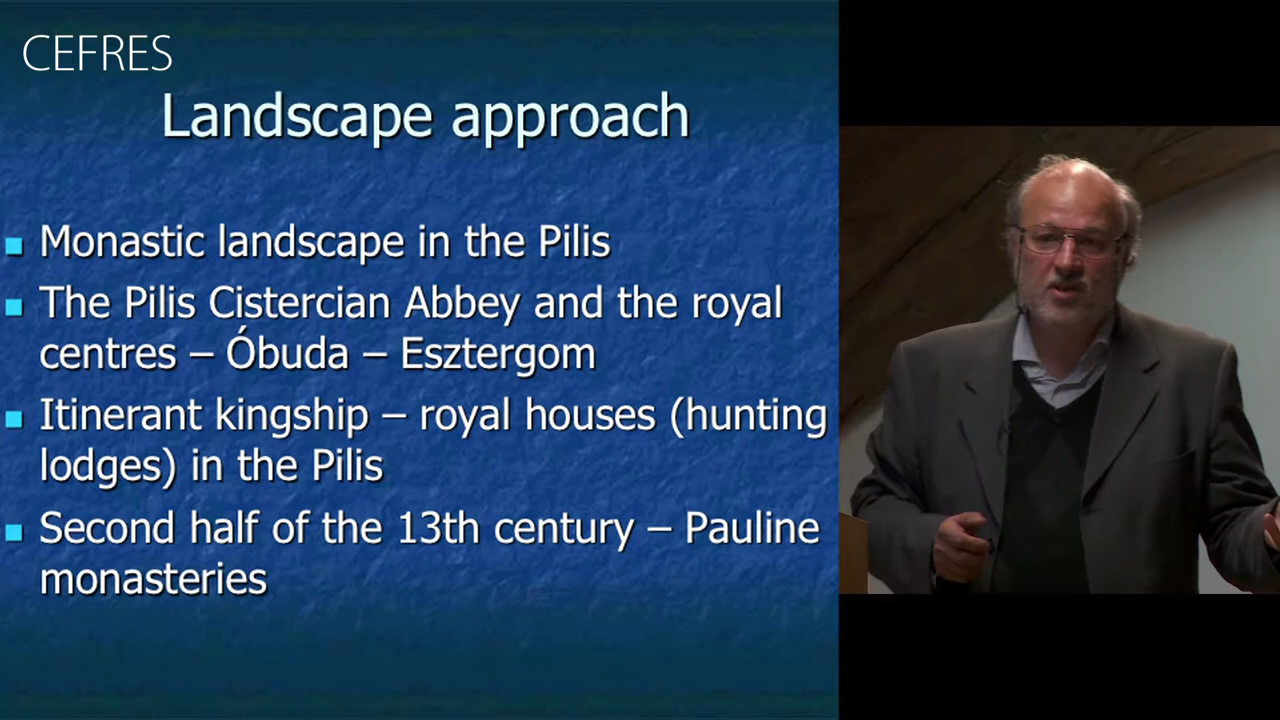 CEFRES
Landscape approach
Monastic landscape in the Pilis
The Pilis Cistercian Abbey and the royal
centres – Óbuda – Esztergom
Itinerant kingship – royal houses (hunting
lodges) in the Pilis
Second half of the 13th century – Pauline
monasteries